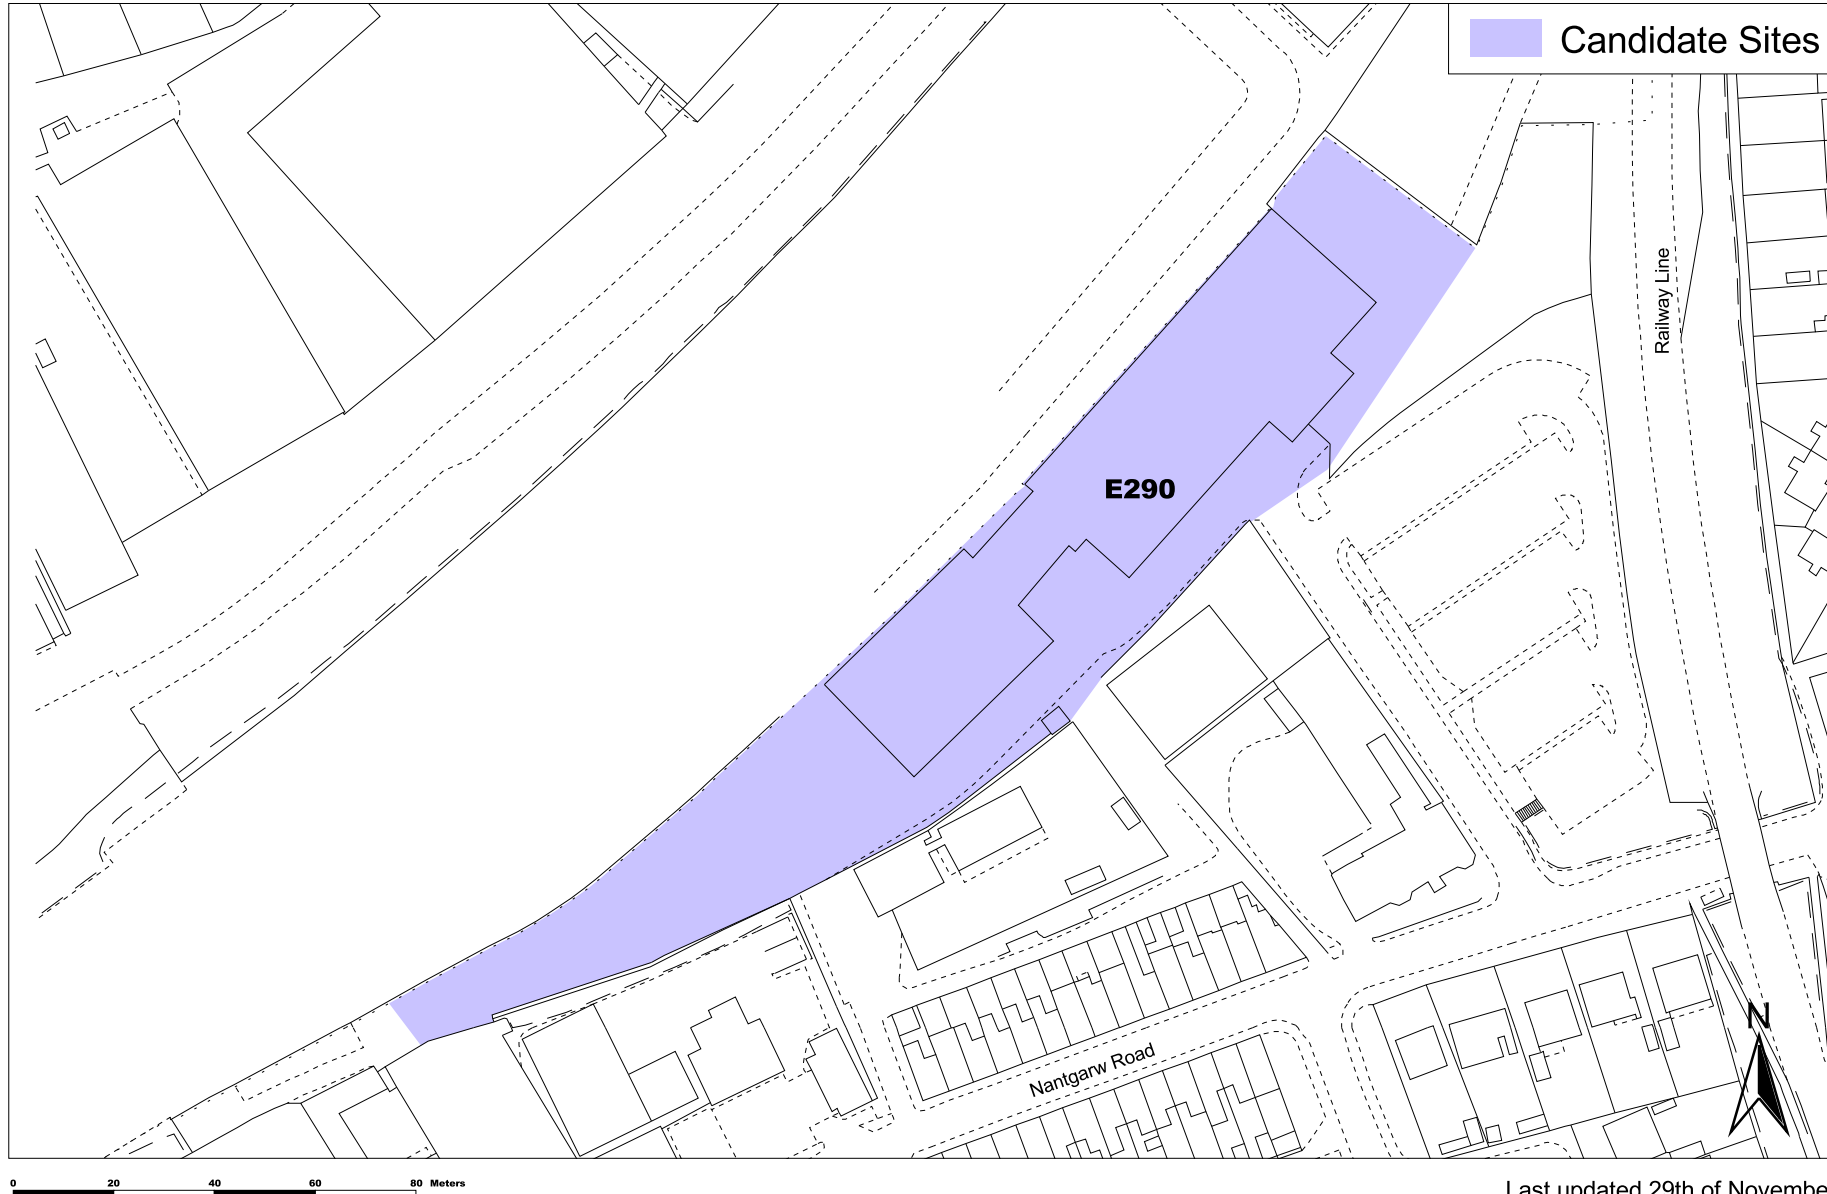 Candidate Sites
Railway Line
E290
Nantgarw Road
N
0 20 40 60 80 Meters
Last updated 29th of Novembe